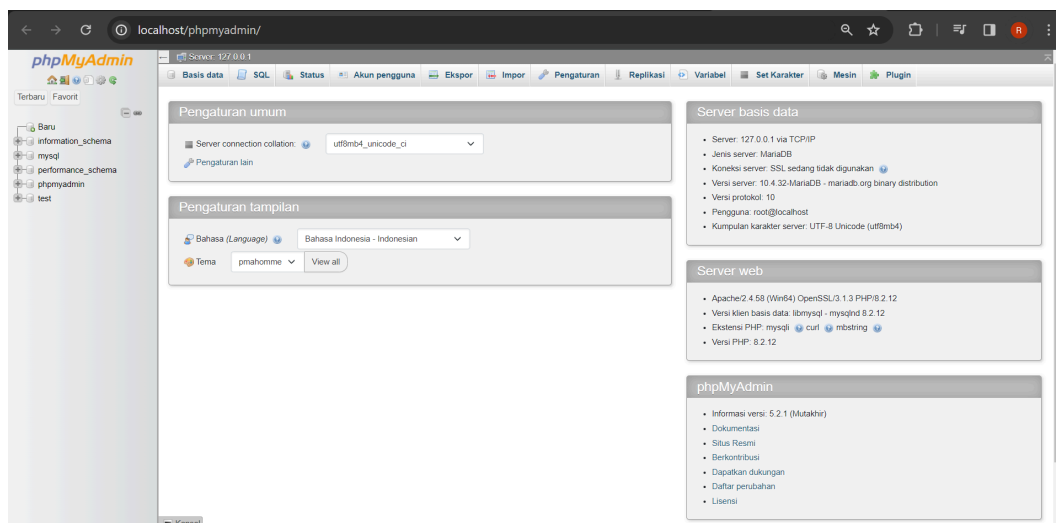 localhost/phpmyadmin/
R
phpMyAdmin
Terbaru Favorit
Baru
information_schema
mysql
performance_schema
phpmyadmin
test
Server: 127.0.0.1
Basis data SQL Status Akun pengguna Ekspor Impor Pengaturan Replikasi Variabel Set Karakter Mesin Plugin
Pengaturan umum
Server connection collation: utf8mb4_unicode_ci
Pengaturan lain
Pengaturan tampilan
Bahasa (Language) Bahasa Indonesia - Indonesian
Tema pmahomme View all
Server basis data
• Server: 127.0.0.1 via TCP/IP
• Jenis server: MariaDB
• Koneksi server: SSL sedang tidak digunakan
• Versi server: 10.4.32-MariaDB - mariadb.org binary distribution
• Versi protokol: 10
• Pengguna: root@localhost
• Kumpulan karakter server: UTF-8 Unicode (utf8mb4)
Server web
• Apache/2.4.58 (Win64) OpenSSL/3.1.3 PHP/8.2.12
• Versi klien basis data: libmysql - mysqlnd 8.2.12
• Ekstensi PHP: mysqli curl mbstring
• Versi PHP: 8.2.12
phpMyAdmin
• Informasi versi: 5.2.1 (Mutakhir)
• Dokumentasi
• Situs Resmi
• Berkontribusi
• Dapatkan dukungan
• Daftar perubahan
• Lisensi
Konsol